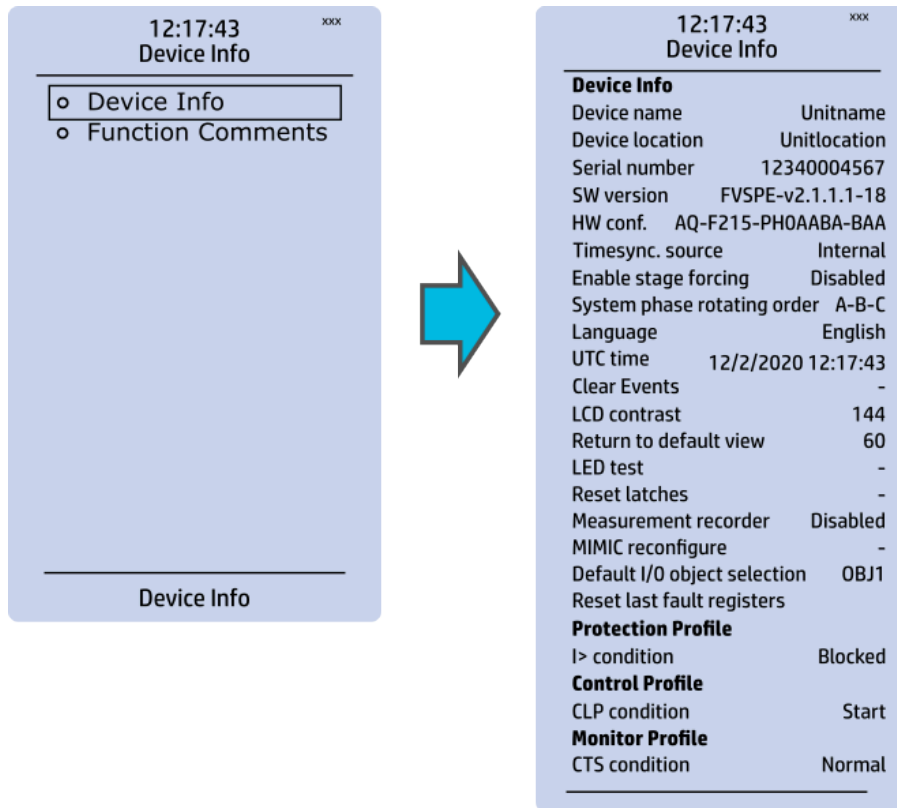 12:17:43 xxx
Device Info
Device Info
Function Comments
Device Info
12:17:43 xxx
Device Info
Device Info
Device name Unitname
Device location Unitlocation
Serial number 12340004567
SW version FVSPE-v2.1.1.1-18
HW conf. AQ-F215-PH0AABA-BAA
Timesync. source Internal
Enable stage forcing Disabled
System phase rotating order A-B-C
Language English
UTC time 12/2/2020 12:17:43
Clear Events -
LCD contrast 144
Return to default view 60
LED test -
Reset latches -
Measurement recorder Disabled
MIMIC reconfigure -
Default I/0 object selection OBJ1
Reset last fault registers
Protection Profile
I> condition Blocked
Control Profile
CLP condition Start
Monitor Profile
CTS condition Normal